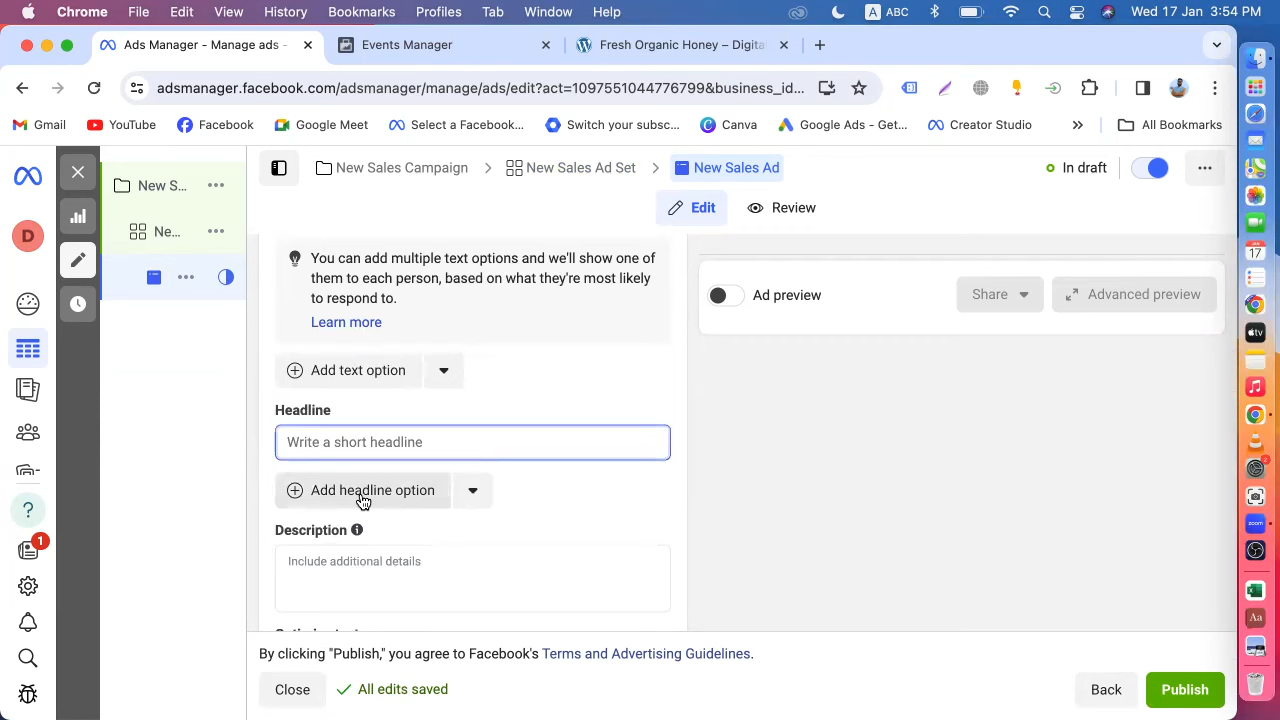 Chrome File Edit View History Bookmarks Profiles Tab Window Help A ABC Wed 17 Jan 3:54 PM
Ads Manager - Manage ads - Events Manager Fresh Organic Honey – Digita
adsmanager.facebook.com/adsmanager/manage/ads/edit?act=1097551044776799&business_id...
Gmail YouTube Facebook Google Meet Select a Facebook... Switch your subsc... Canva Google Ads - Get... Creator Studio » All Bookmarks
New S... ... New Sales Campaign New Sales Ad Set New Sales Ad In draft ...
Edit Review
Ne... ...
D
...
You can add multiple text options and we'll show one of
them to each person, based on what they're most likely
to respond to.
Learn more
Ad preview Share Advanced preview
Add text option
Headline
Write a short headline
Add headline option
Description
Include additional details
?
1
17
2
tv
zoom
Aa
By clicking "Publish," you agree to Facebook's Terms and Advertising Guidelines.
Close All edits saved Back Publish